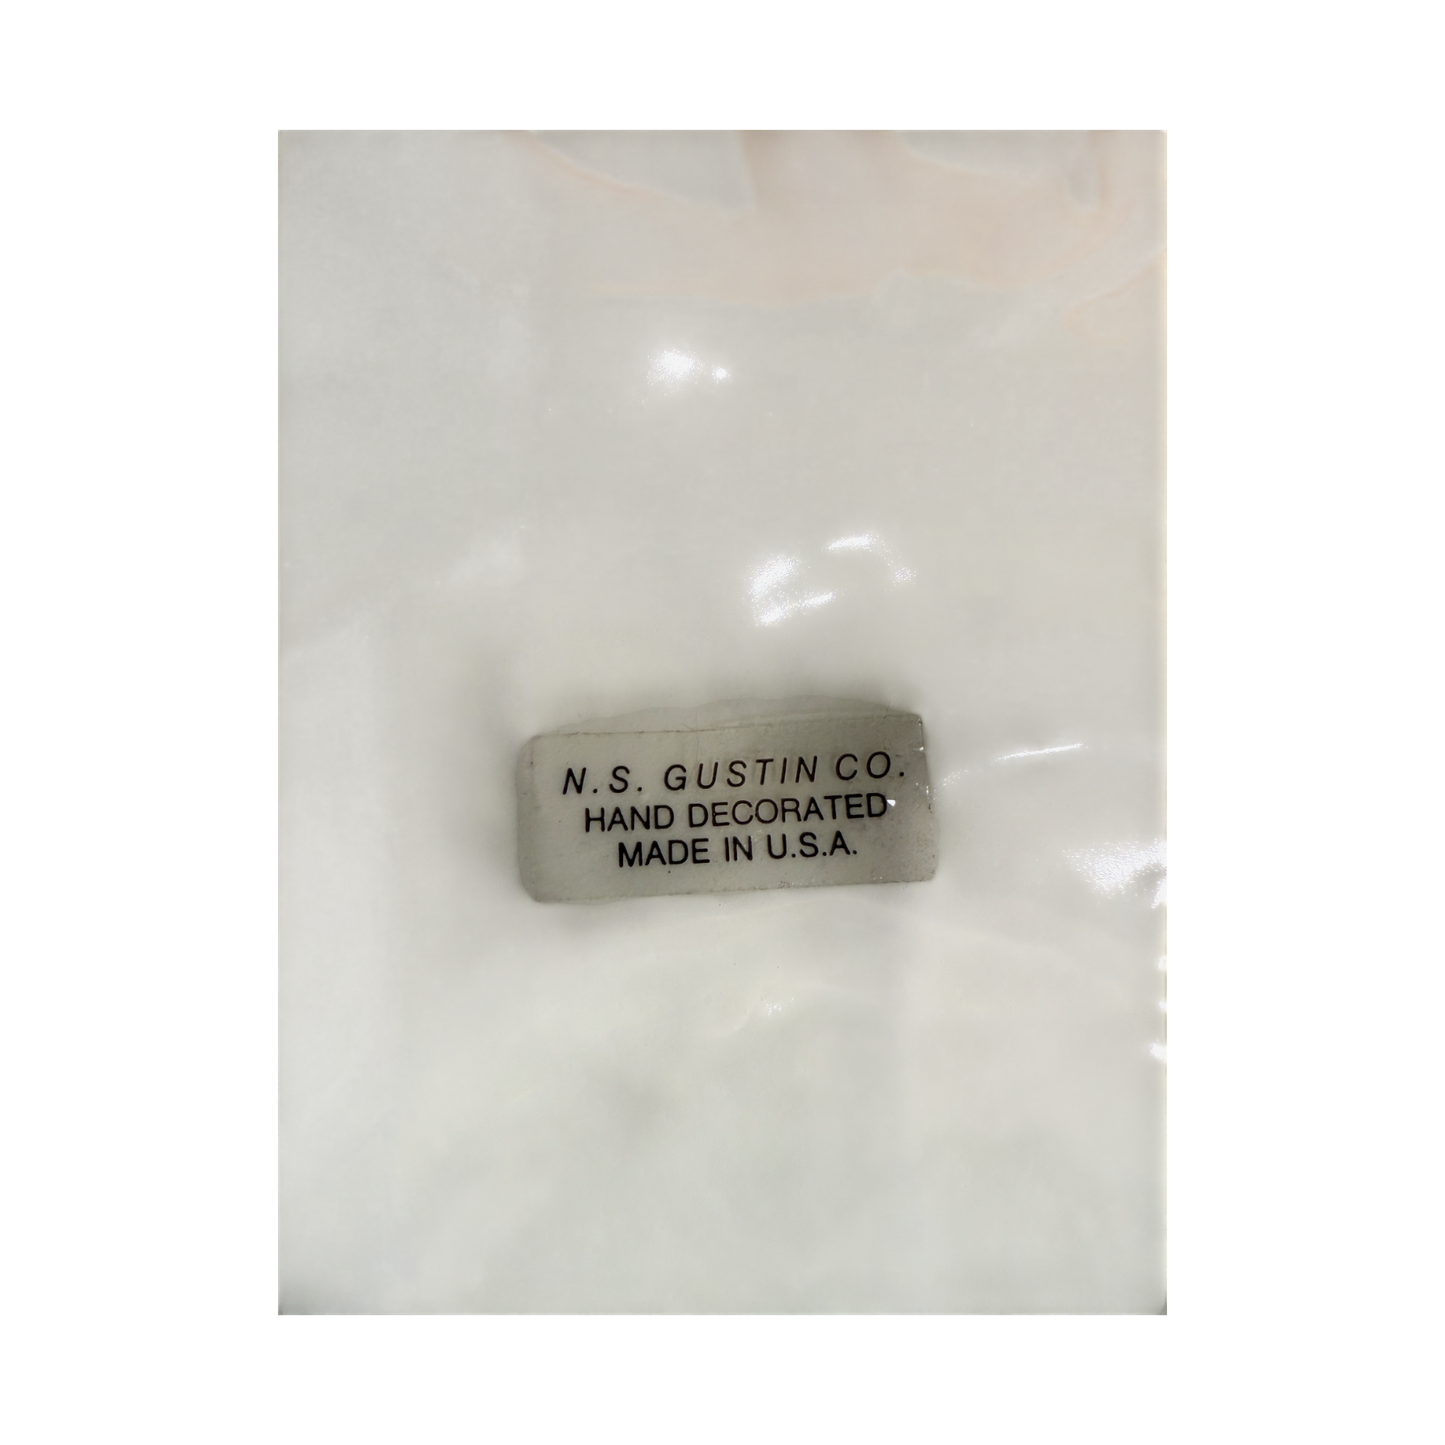 N.S. GUSTIN CO.
HAND DECORATED
MADE IN U.S.A.